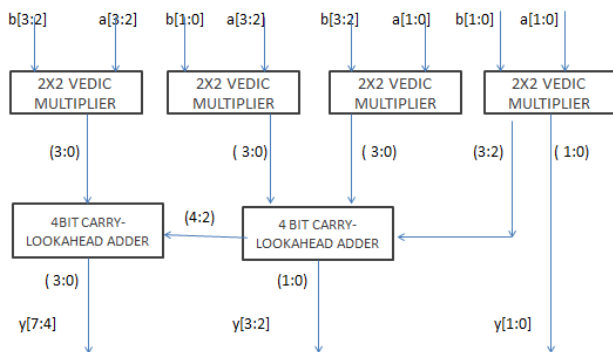 b[3:2] a[3:2] b[1:0] a[3:2] b[3:2] a[1:0] b[1:0] a[1:0]
2X2 VEDIC MULTIPLIER
2X2 VEDIC MULTIPLIER
2X2 VEDIC MULTIPLIER
2X2 VEDIC MULTIPLIER
(3:0) ( 3:0) ( 3:0) (3:2) ( 1:0)
4BIT CARRY-
LOOKAHEAD ADDER
(4:2)
4 BIT CARRY-
LOOKAHEAD ADDER
( 3:0) (1:0)
y[7:4] y[3:2] y[1:0]